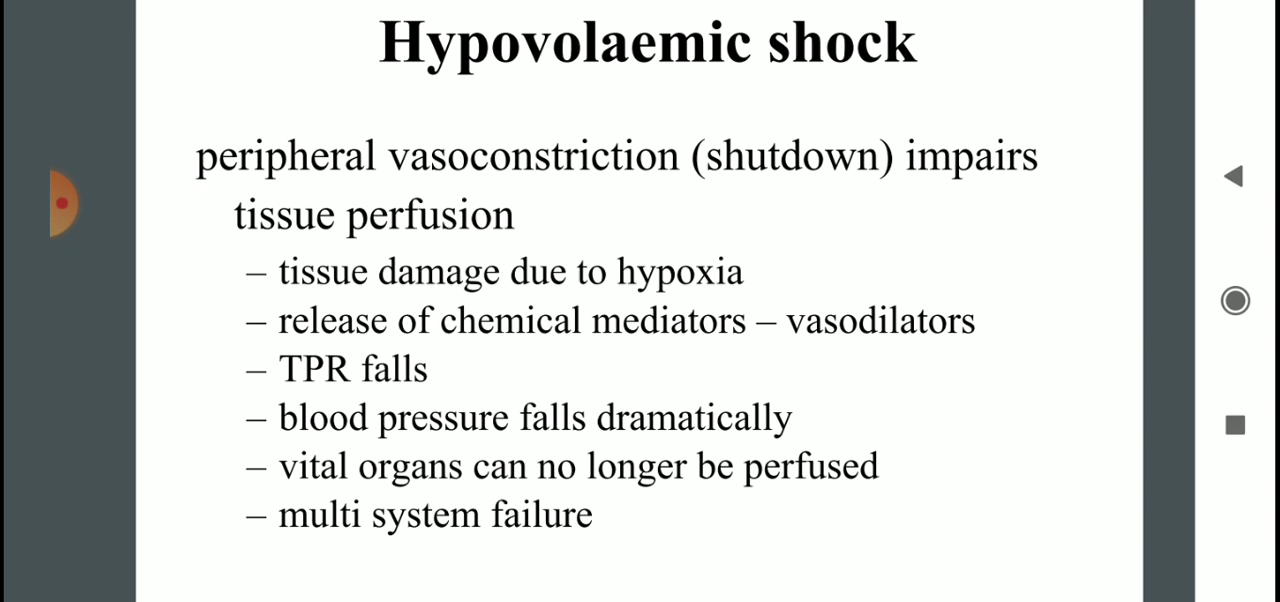 Hypovolaemic shock
peripheral vasoconstriction (shutdown) impairs
tissue perfusion
– tissue damage due to hypoxia
– release of chemical mediators – vasodilators
– TPR falls
– blood pressure falls dramatically
– vital organs can no longer be perfused
– multi system failure